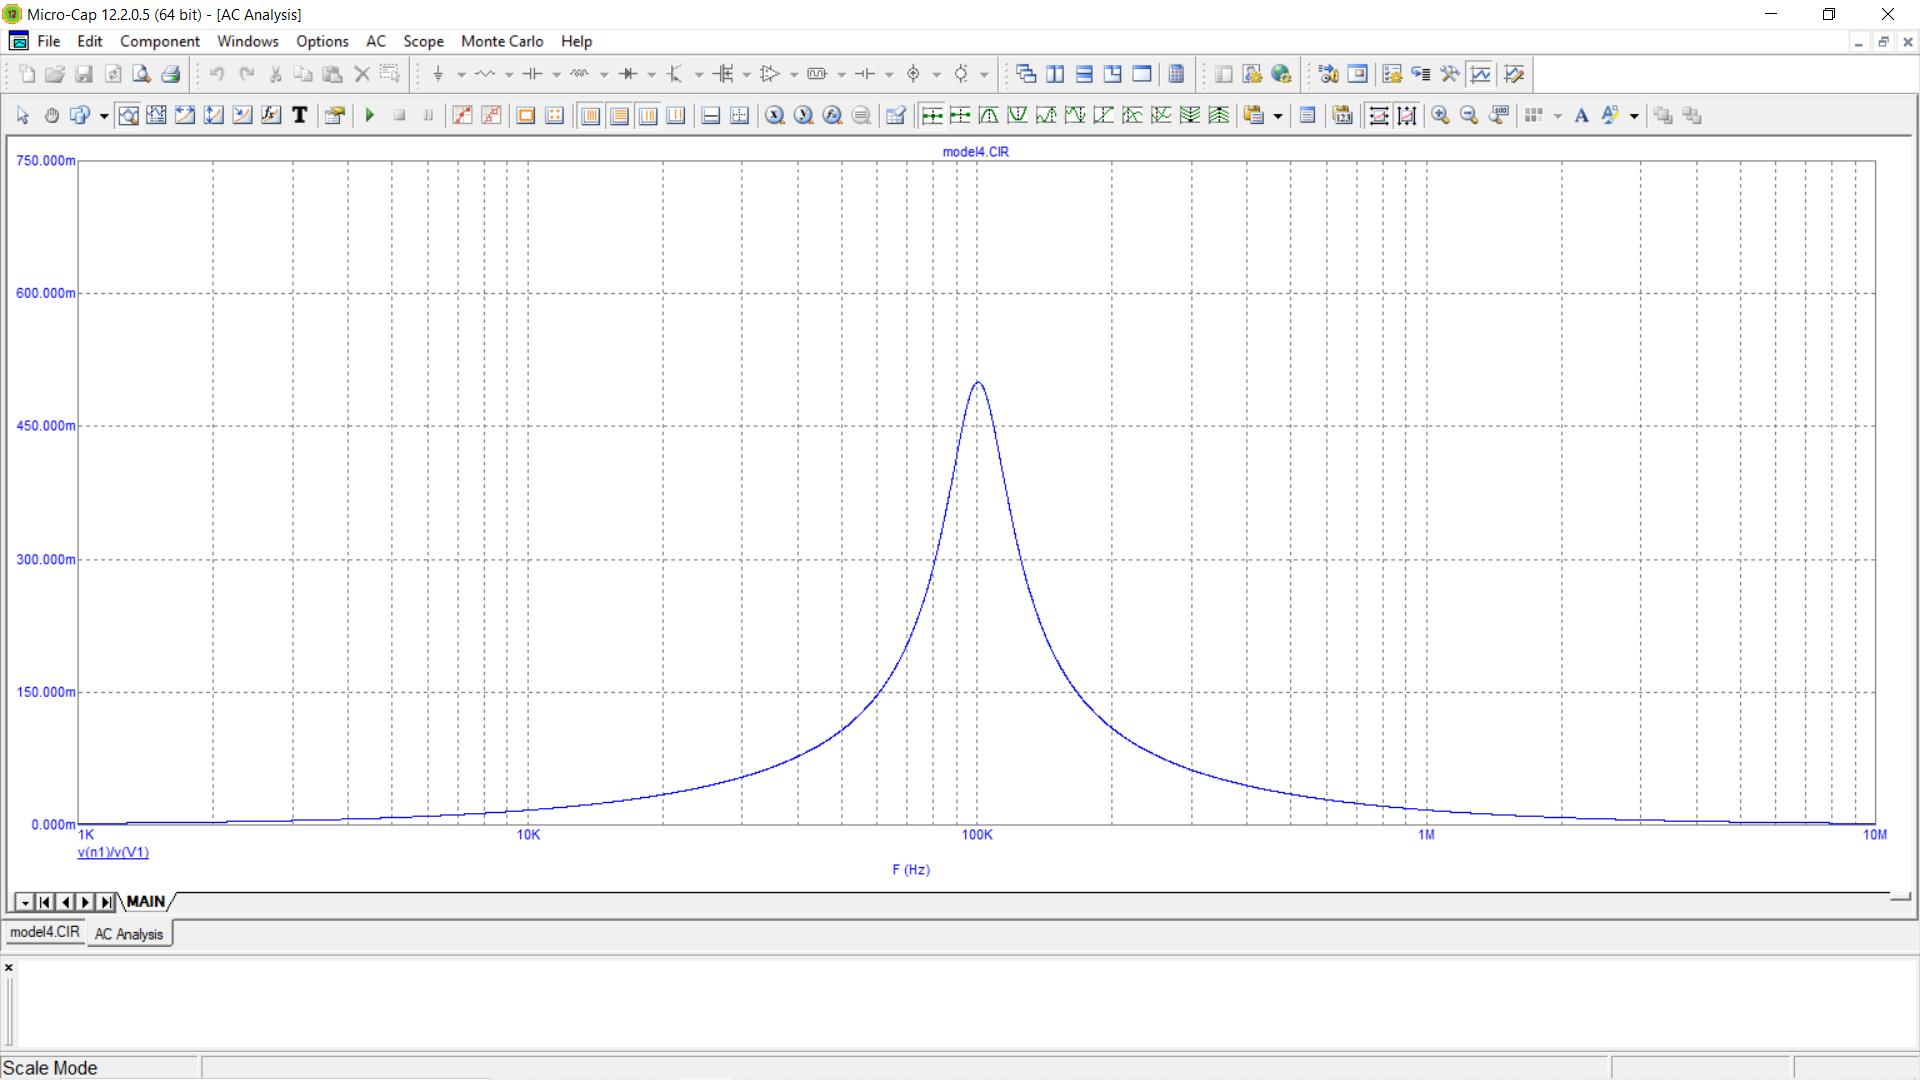 Micro-Cap 12.2.0.5 (64 bit) - [AC Analysis]
File Edit Component Windows Options AC Scope Monte Carlo Help
model4.CIR
750.000m
600.000m
450.000m
300.000m
150.000m
0.000m
1K 10K 100K 1M 10M
v(n1)/v(V1)
F (Hz)
MAIN
model4.CIR AC Analysis
Scale Mode